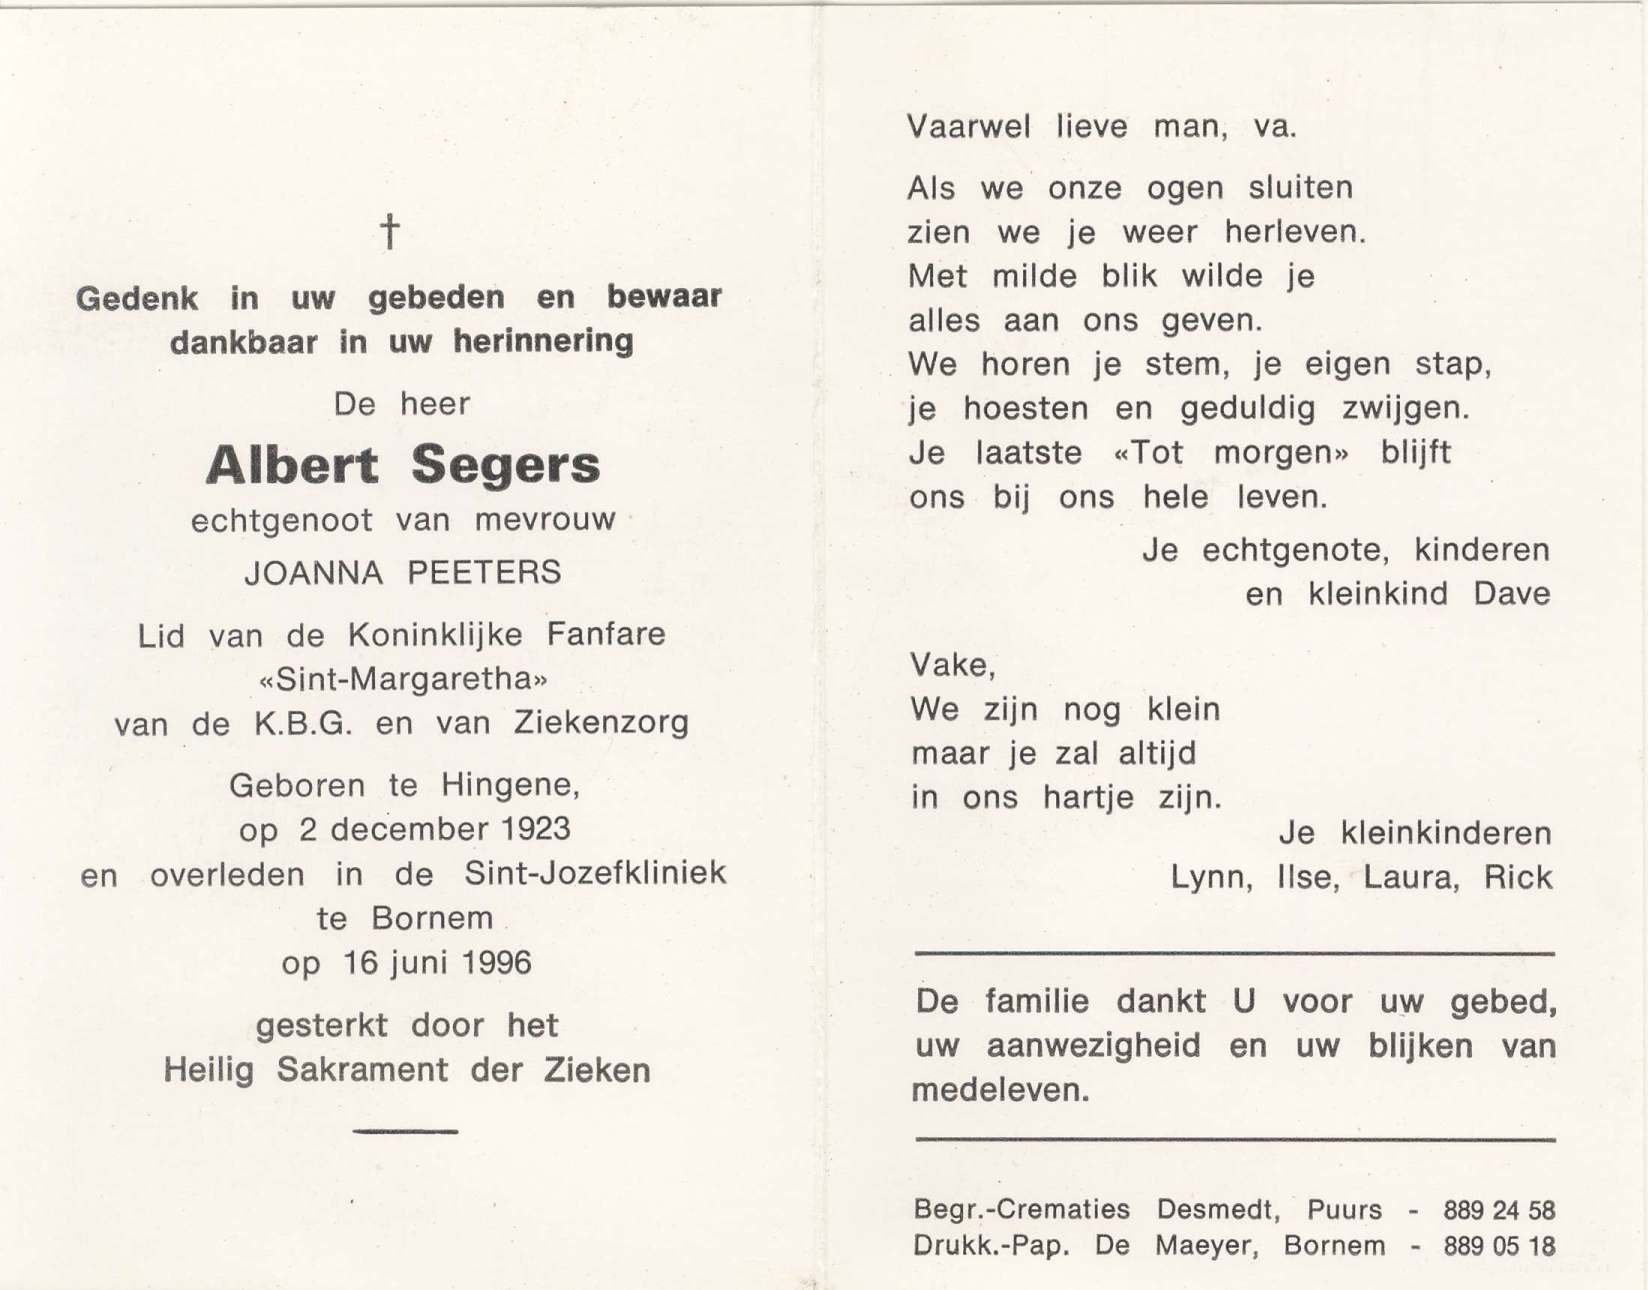 †
Gedenk in uw gebeden en bewaar
dankbaar in uw herinnering
De heer
Albert Segers
echtgenoot van mevrouw
JOANNA PEETERS
Lid van de Koninklijke Fanfare
«Sint-Margaretha»
van de K.B.G. en van Ziekenzorg
Geboren te Hingene,
op 2 december 1923
en overleden in de Sint-Jozefkliniek
te Bornem
op 16 juni 1996
gesterkt door het
Heilig Sakrament der Zieken
Vaarwel lieve man, va.
Als we onze ogen sluiten
zien we je weer herleven.
Met milde blik wilde je
alles aan ons geven.
We horen je stem, je eigen stap,
je hoesten en geduldig zwijgen.
Je laatste «Tot morgen» blijft
ons bij ons hele leven.
Je echtgenote, kinderen
en kleinkind Dave
Vake,
We zijn nog klein
maar je zal altijd
in ons hartje zijn.
Je kleinkinderen
Lynn, Ilse, Laura, Rick
De familie dankt U voor uw gebed,
uw aanwezigheid en uw blijken van
medeleven.
Begr.-Crematies Desmedt, Puurs - 889 24 58
Drukk.-Pap. De Maeyer, Bornem - 889 05 18